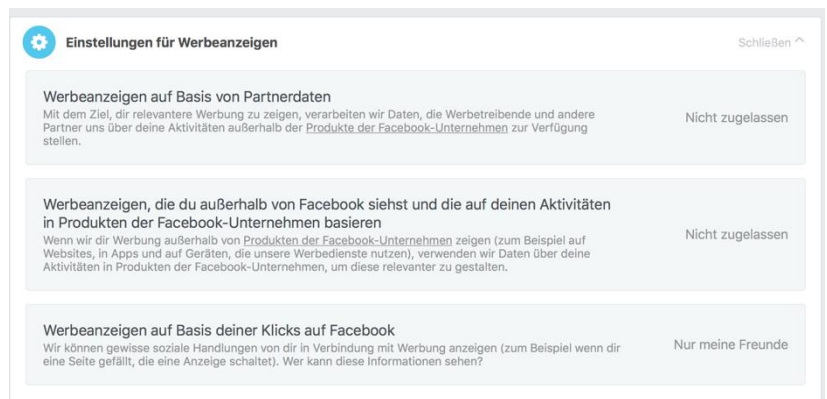 Einstellungen für Werbeanzeigen
Schließen
Werbeanzeigen auf Basis von Partnerdaten
Mit dem Ziel, dir relevantere Werbung zu zeigen, verarbeiten wir Daten, die Werbetreibende und andere
Partner uns über deine Aktivitäten außerhalb der Produkte der Facebook-Unternehmen zur Verfügung
stellen.
Nicht zugelassen
Werbeanzeigen, die du außerhalb von Facebook siehst und die auf deinen Aktivitäten
in Produkten der Facebook-Unternehmen basieren
Wenn wir dir Werbung außerhalb von Produkten der Facebook-Unternehmen zeigen (zum Beispiel auf
Websites, in Apps und auf Geräten, die unsere Werbedienste nutzen), verwenden wir Daten über deine
Aktivitäten in Produkten der Facebook-Unternehmen, um diese relevanter zu gestalten.
Nicht zugelassen
Werbeanzeigen auf Basis deiner Klicks auf Facebook
Wir können gewisse soziale Handlungen von dir in Verbindung mit Werbung anzeigen (zum Beispiel wenn dir
eine Seite gefällt, die eine Anzeige schaltet). Wer kann diese Informationen sehen?
Nur meine Freunde